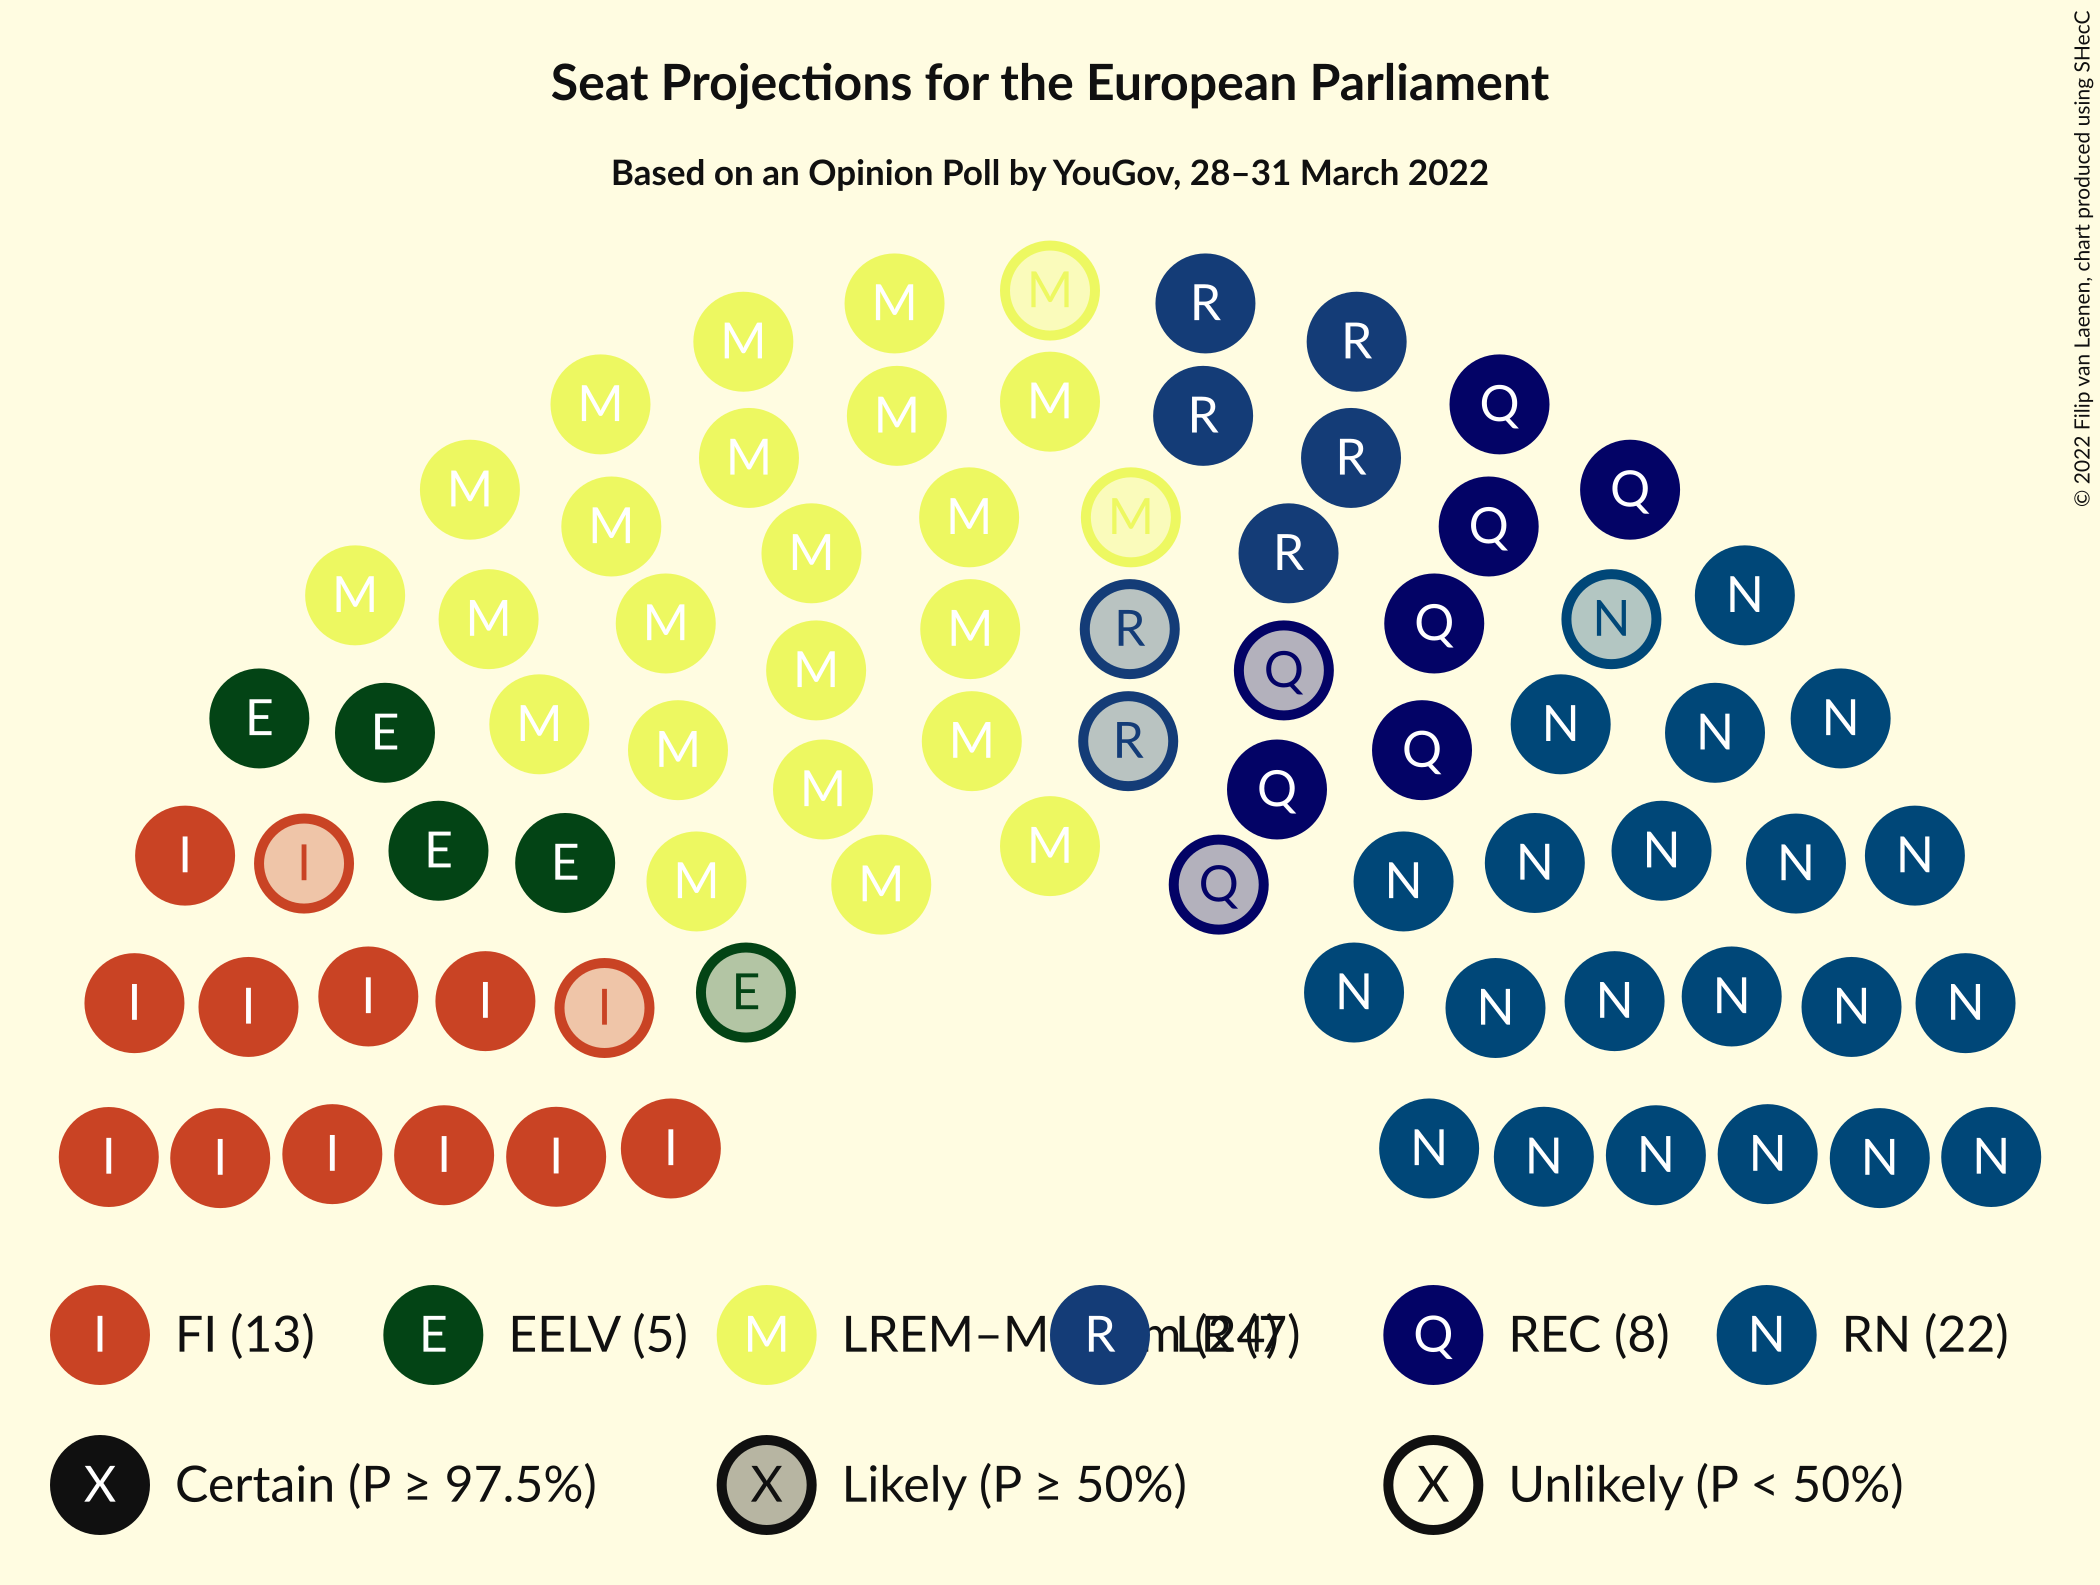 © 2022 Filip van Laenen, chart produced using SHecC
Seat Projections for the European Parliament
Based on an Opinion Poll by YouGov, 28–31 March 2022
M M M R R
M M M R Q
M M R Q
M M M M R Q
M M M M R Q N N
E E M M M M R Q Q N N N
I I E E M M M M Q Q N N N N N
I I I I I E N N N N N N
I I I I I I N N N N N N
I FI (13) E EELV (5) M R LR (7) Q REC (8) N RN (22)
X Certain (P ≥ 97.5%) X Likely (P ≥ 50%) X Unlikely (P < 50%)